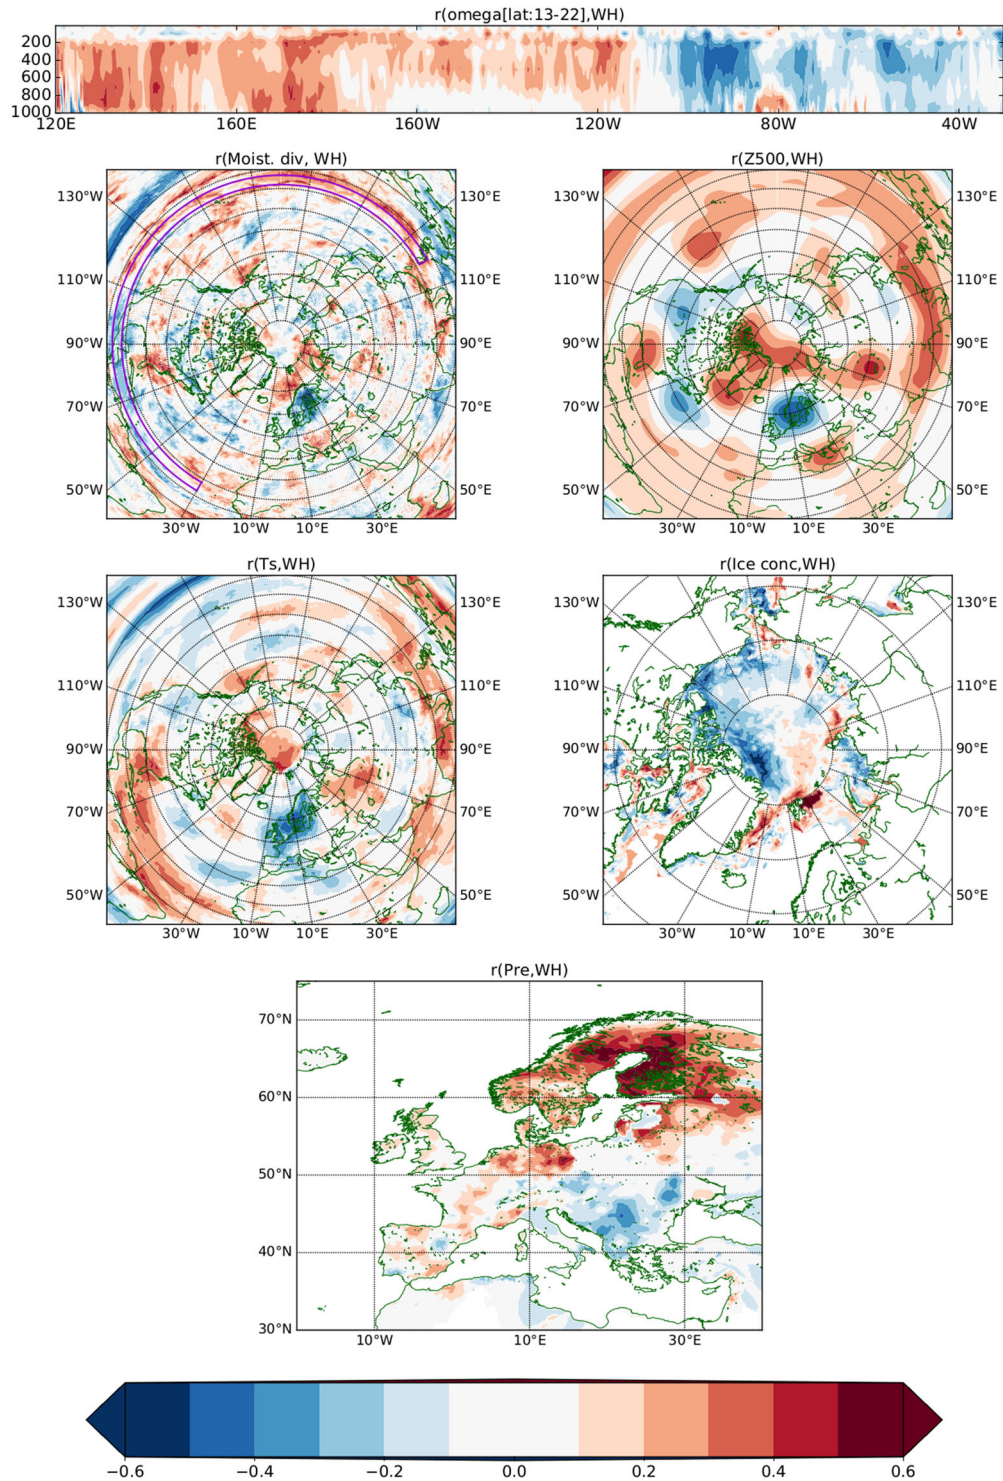 r(omega[lat:13-22],WH)
200
400
600
800
1000
120E 160E 160W 120W 80W 40W
r(Moist. div, WH) r(Z500,WH)
130°W 130°E 130°W 130°E
110°W 110°E 110°W 110°E
90°W 90°E 90°W 90°E
70°W 70°E 70°W 70°E
50°W 50°E 50°W 50°E
30°W 10°W 10°E 30°E 30°W 10°W 10°E 30°E
r(Ts,WH) r(Ice conc,WH)
130°W 130°E 130°W 130°E
110°W 110°E 110°W 110°E
90°W 90°E 90°W 90°E
70°W 70°E 70°W 70°E
50°W 50°E 50°W 50°E
30°W 10°W 10°E 30°E 30°W 10°W 10°E 30°E
r(Pre,WH)
70°N
60°N
50°N
40°N
30°N
10°W 10°E 30°E
−0.6 −0.4 −0.2 0.0 0.2 0.4 0.6